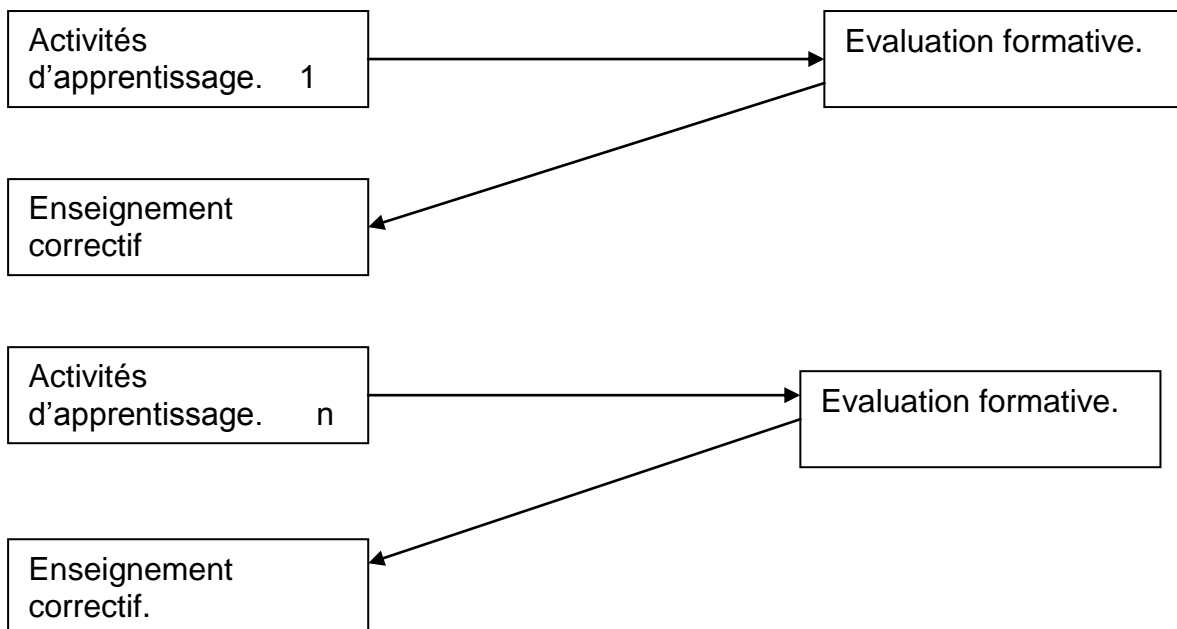 Activités
d’apprentissage. 1
Evaluation formative.
Enseignement
correctif
Activités
d’apprentissage. n
Evaluation formative.
Enseignement
correctif.